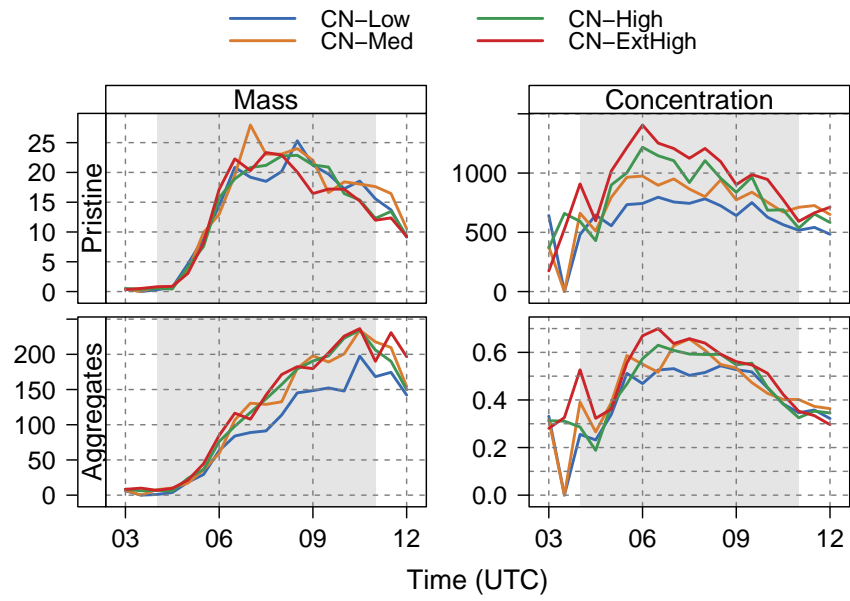 CN−Low CN−High
CN−Med CN−ExtHigh
Mass Concentration
Pristine
25
20
15
10
5
0
1000
500
0
Aggregates
200
150
100
50
0
0.6
0.4
0.2
0.0
03 06 09 12 03 06 09 12
Time (UTC)